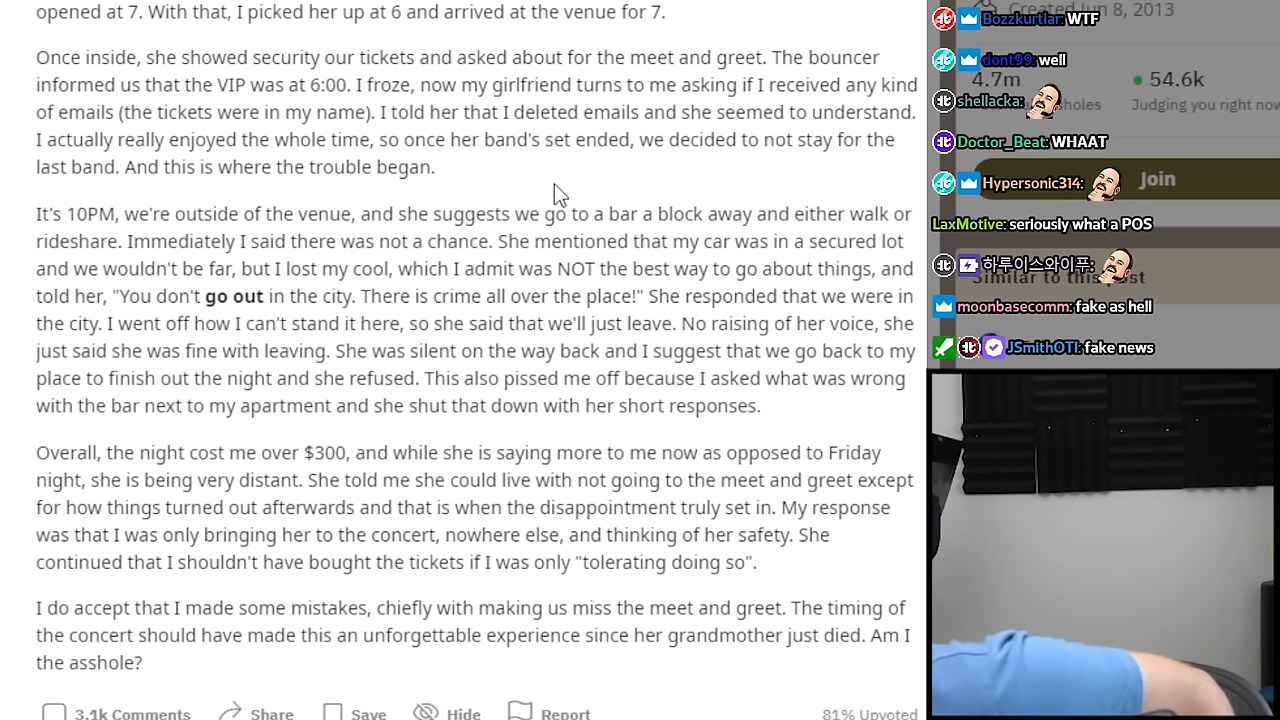 opened at 7. With that, I picked her up at 6 and arrived at the venue for 7.
Once inside, she showed security our tickets and asked about for the meet and greet. The bouncer
informed us that the VIP was at 6:00. I froze, now my girlfriend turns to me asking if I received any kind
of emails (the tickets were in my name). I told her that I deleted emails and she seemed to understand.
I actually really enjoyed the whole time, so once her band's set ended, we decided to not stay for the
last band. And this is where the trouble began.
It's 10PM, we're outside of the venue, and she suggests we go to a bar a block away and either walk or
rideshare. Immediately I said there was not a chance. She mentioned that my car was in a secured lot
and we wouldn't be far, but I lost my cool, which I admit was NOT the best way to go about things, and
told her, "You don't go out in the city. There is crime all over the place!" She responded that we were in
the city. I went off how I can't stand it here, so she said that we'll just leave. No raising of her voice, she
just said she was fine with leaving. She was silent on the way back and I suggest that we go back to my
place to finish out the night and she refused. This also pissed me off because I asked what was wrong
with the bar next to my apartment and she shut that down with her short responses.
Overall, the night cost me over $300, and while she is saying more to me now as opposed to Friday
night, she is being very distant. She told me she could live with not going to the meet and greet except
for how things turned out afterwards and that is when the disappointment truly set in. My response
was that I was only bringing her to the concert, nowhere else, and thinking of her safety. She
continued that I shouldn't have bought the tickets if I was only "tolerating doing so".
I do accept that I made some mistakes, chiefly with making us miss the meet and greet. The timing of
the concert should have made this an unforgettable experience since her grandmother just died. Am I
the asshole?
3.1k Comments Share Save Hide Report 81% Upvoted
Created Jun 8, 2013
Bozzkurtlar: WTF
dont99: well
4.7m 54.6k
shellacka:
Judging you right now
Doctor_Beat: WHAAT
Hypersonic314:
Join
LaxMotive: seriously what a POS
하루이스와이푸:
Similar to this post
moonbasecomm: fake as hell
JSmithOTI: fake news